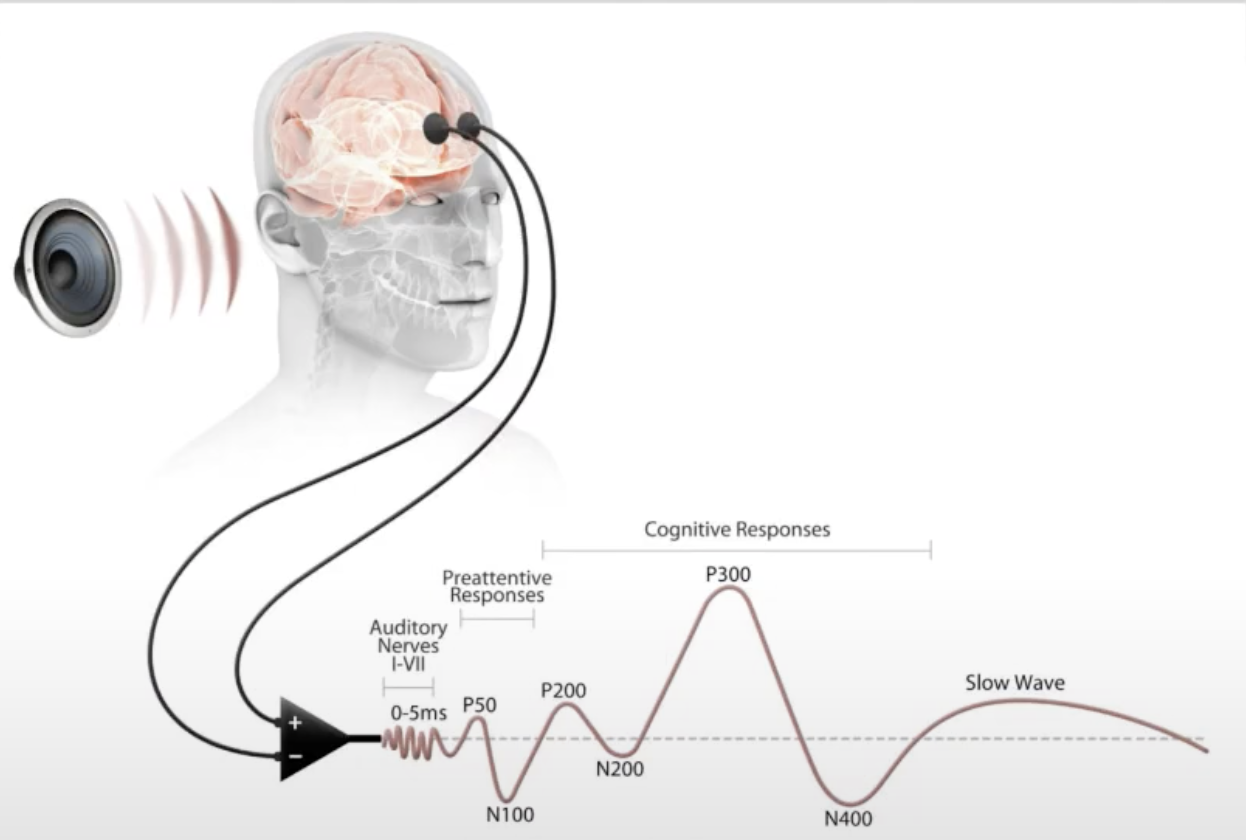 Cognitive Responses
P300
Preattentive
Responses
Auditory
Nerves
I-VII
0-5ms
P50
P200
Slow Wave
+
−
N100
N200
N400